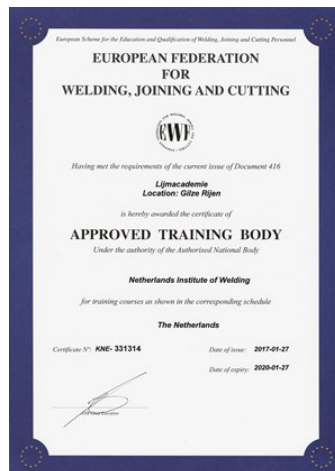 European Scheme for the Education and Qualification of Welding, Joining and Cutting Personnel
EUROPEAN FEDERATION
FOR
WELDING, JOINING AND CUTTING
EWF
Having met the requirements of the current issue of Document 416
Lijmacademie
Location: Gilze Rijen
is hereby awarded the certificate of
APPROVED TRAINING BODY
Under the authority of the Authorised National Body
Netherlands Institute of Welding
for training courses as shown in the corresponding schedule
The Netherlands
Certificate Nº: KNE- 331314 Date of issue: 2017-01-27
Date of expiry: 2020-01-27
EWF Chief Executive